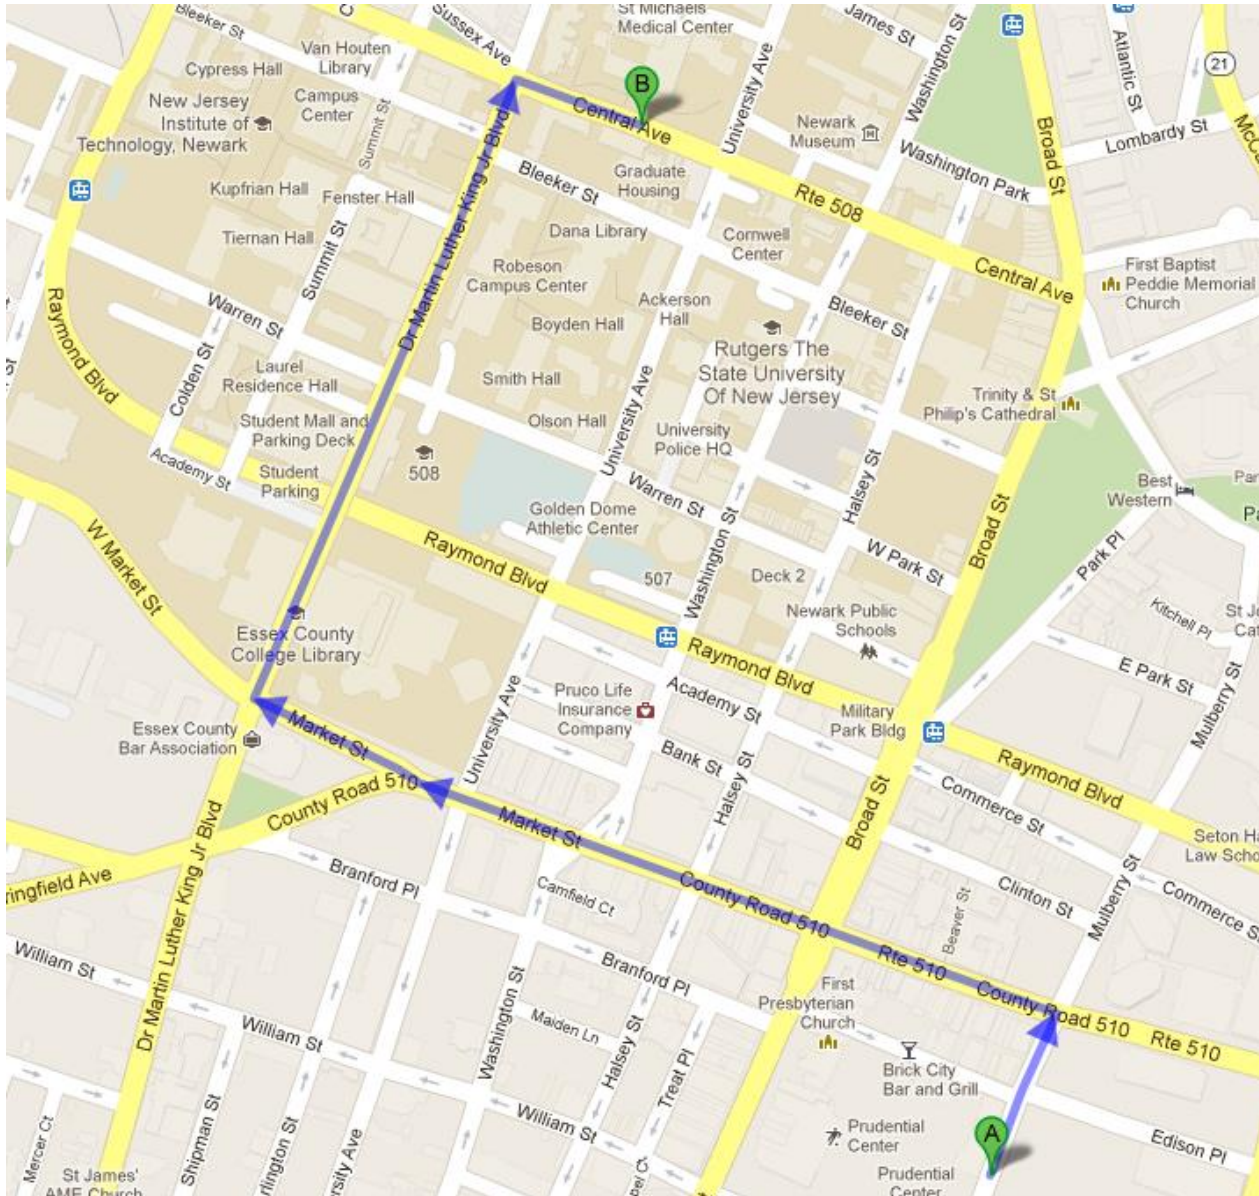 Bleeker St
Sussex Ave
St Michaels
Medical Center
James St
Washington St
Van Houten
Library
Cypress Hall
Campus
Center
New Jersey
Institute of
Technology, Newark
Summit St
B
Central Ave
University Ave
Newark
Museum
Washington Park
Broad St
Atlantic St
21
Lombardy St
Kupfrian Hall
Fenster Hall
Tiernan Hall
Summit St
Dr Martin Luther King Jr Blvd
Bleeker St
Graduate
Housing
Rte 508
Dana Library
Cornwell
Center
Central Ave
First Baptist
Peddie Memorial
Church
Robeson
Campus Center
Ackerson
Hall
Boyden Hall
Bleeker St
Raymond Blvd
Warren St
Colden St
Laurel
Residence Hall
Smith Hall
Rutgers The
State University
Of New Jersey
Trinity & St
Philip's Cathedral
Student Mall and
Parking Deck
Olson Hall
University Ave
University
Police HQ
Halsey St
508
Academy St
Student
Parking
Warren St
Best
Western
Golden Dome
Athletic Center
Washington St
W Park St
Broad St
Park Pl
W Market St
Raymond Blvd
507
Deck 2
Newark Public
Schools
Kitchell Pl
Essex County
College Library
Raymond Blvd
E Park St
Mulberry St
Pruco Life
Insurance
Company
Academy St
Military
Park Bldg
Essex County
Bar Association
Market St
University Ave
Bank St
Halsey St
Raymond Blvd
County Road 510
Market St
Broad St
Commerce St
Seton Ha
Law Scho
Dr Martin Luther King Jr Blvd
ringfield Ave
Branford Pl
Camfield Ct
County Road 510
Clinton St
Mulberry St
Commerce St
Beaver St
William St
Rte 510
Branford Pl
First
Presbyterian
Church
County Road 510
Rte 510
William St
Washington St
Maiden Ln
Halsey St
Treat Pl
Brick City
Bar and Grill
Mercer Ct
Shipman St
William St
A
Prudential
Center
Edison Pl
St James'
AME Church
rlington St
ersity Ave
Prudential
Center